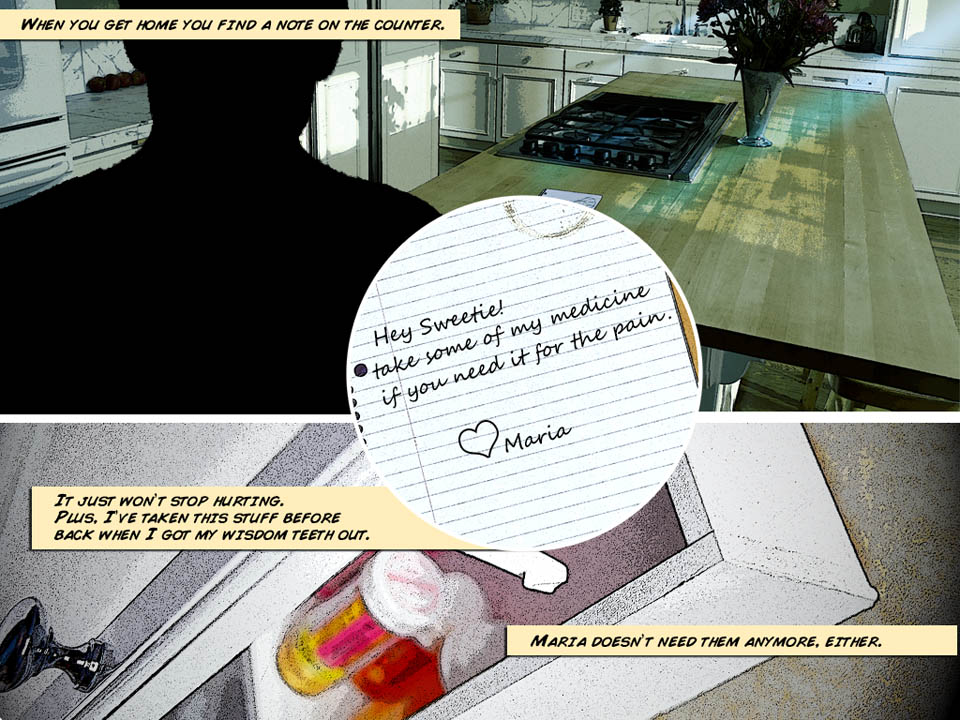 WHEN YOU GET HOME YOU FIND A NOTE ON THE COUNTER.
Hey Sweetie!
take some of my medicine
if you need it for the pain.
Maria
IT JUST WON'T STOP HURTING.
PLUS, I'VE TAKEN THIS STUFF BEFORE
BACK WHEN I GOT MY WISDOM TEETH OUT.
MARIA DOESN'T NEED THEM ANYMORE, EITHER.